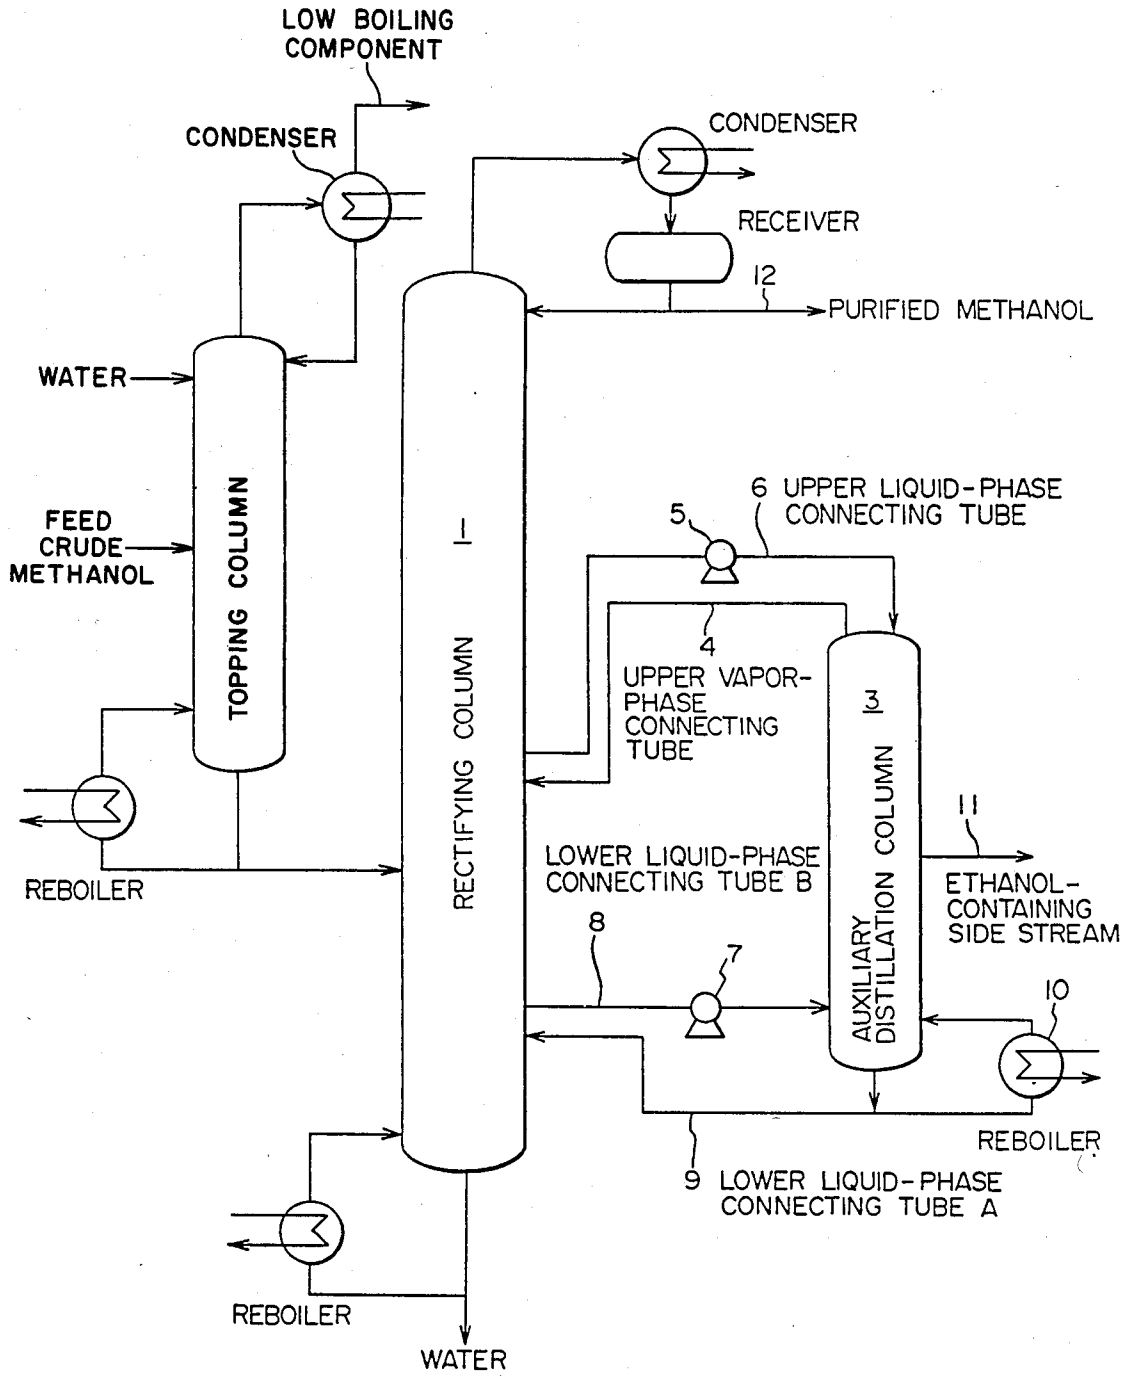 LOW BOILING
COMPONENT
CONDENSER
CONDENSER
RECEIVER
12
PURIFIED METHANOL
WATER
FEED
CRUDE
METHANOL
TOPPING COLUMN
REBOILER
1
RECTIFYING COLUMN
5
6 UPPER LIQUID-PHASE
CONNECTING TUBE
4
UPPER VAPOR-
PHASE
CONNECTING
TUBE
3
AUXILIARY
DISTILLATION COLUMN
11
ETHANOL-
CONTAINING
SIDE STREAM
LOWER LIQUID-PHASE
CONNECTING TUBE B
8
7
10
REBOILER
9 LOWER LIQUID-PHASE
CONNECTING TUBE A
REBOILER
WATER